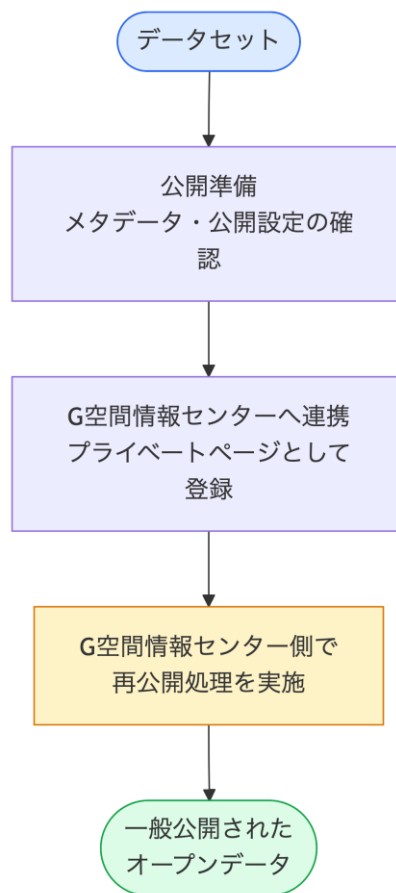 データセット
公開準備
メタデータ・公開設定の確
認
G空間情報センターへ連携
プライベートページとして
登録
G空間情報センター側で
再公開処理を実施
一般公開された
オープンデータ